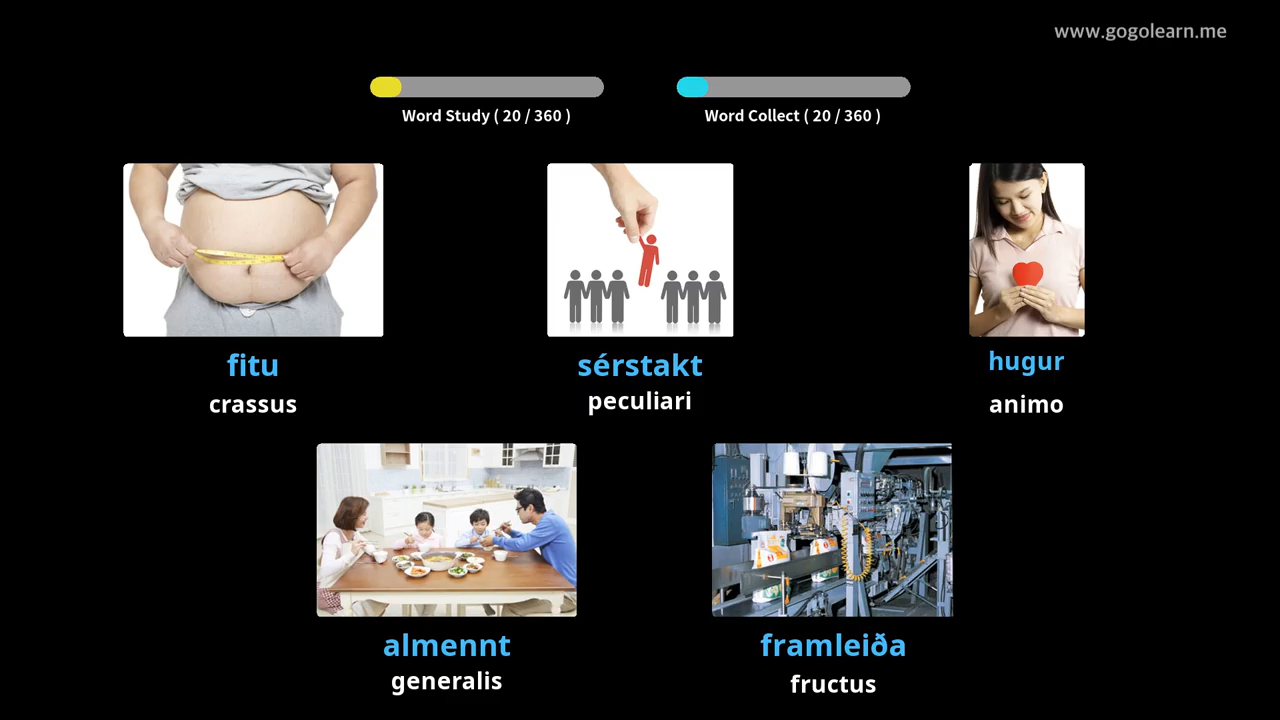 www.gogolearn.me
Word Study ( 20 / 360 )
Word Collect ( 20 / 360 )
fitu
crassus
sérstakt
peculiari
hugur
animo
almennt
generalis
framleiða
fructus